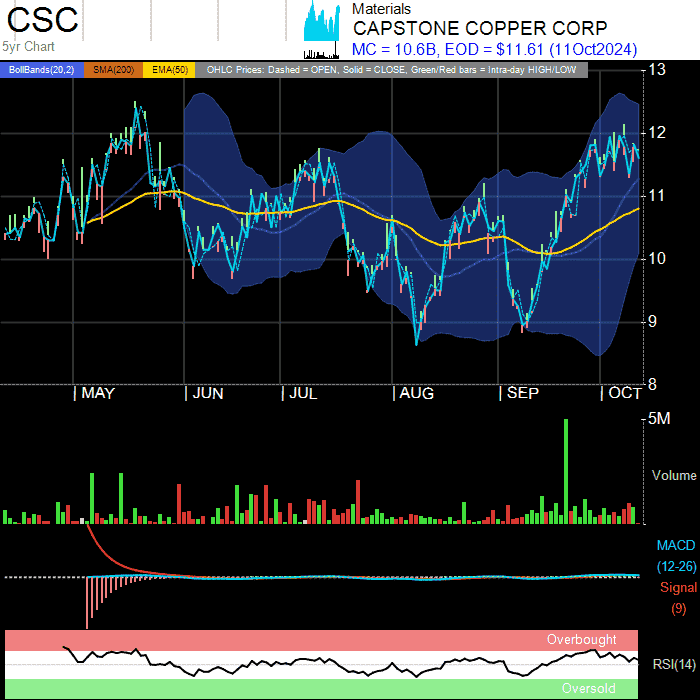 CSC
5yr Chart
Materials
CAPSTONE COPPER CORP
MC = 10.6B, EOD = $11.61 (11Oct2024)
BollBands(20,2) SMA(200) EMA(50) OHLC Prices: Dashed = OPEN, Solid = CLOSE, Green/Red bars = Intra-day HIGH/LOW
13
12
11
10
9
8
| MAY | JUN | JUL | AUG | SEP | OCT
5M
Volume
MACD
(12-26)
Signal
(9)
Overbought
RSI(14)
Oversold